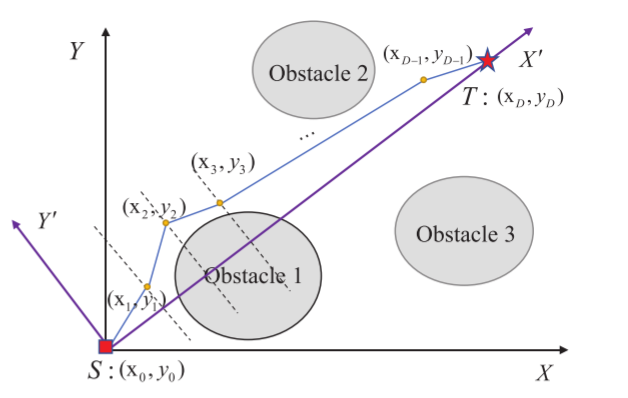 Y
Obstacle 2
(x_{D-1}, y_{D-1})
X'
T : (x_D, y_D)
...
(x_3, y_3)
(x_2, y_2)
Y'
Obstacle 3
Obstacle 1
(x_1, y_1)
S : (x_0, y_0)
X